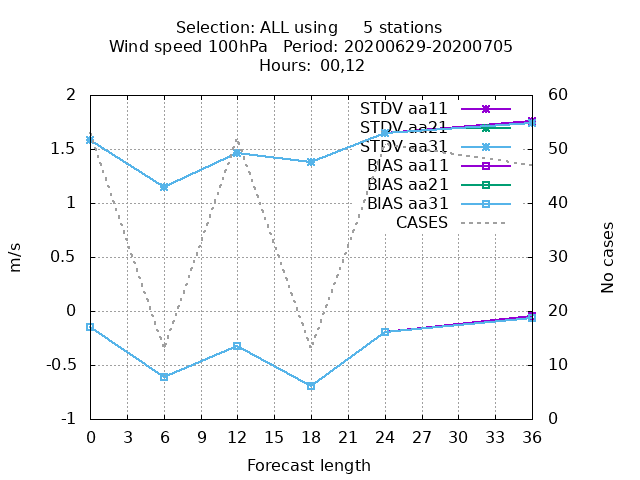 Selection: ALL using     5 stations
Wind speed 100hPa   Period: 20200629-20200705
Hours: 00,12
2
1.5
1
0.5
0
-0.5
-1
m/s
60
50
40
30
20
10
0
No cases
STDV aa11
STDV aa21
STDV aa31
BIAS aa11
BIAS aa21
BIAS aa31
CASES
0 3 6 9 12 15 18 21 24 27 30 33 36
Forecast length